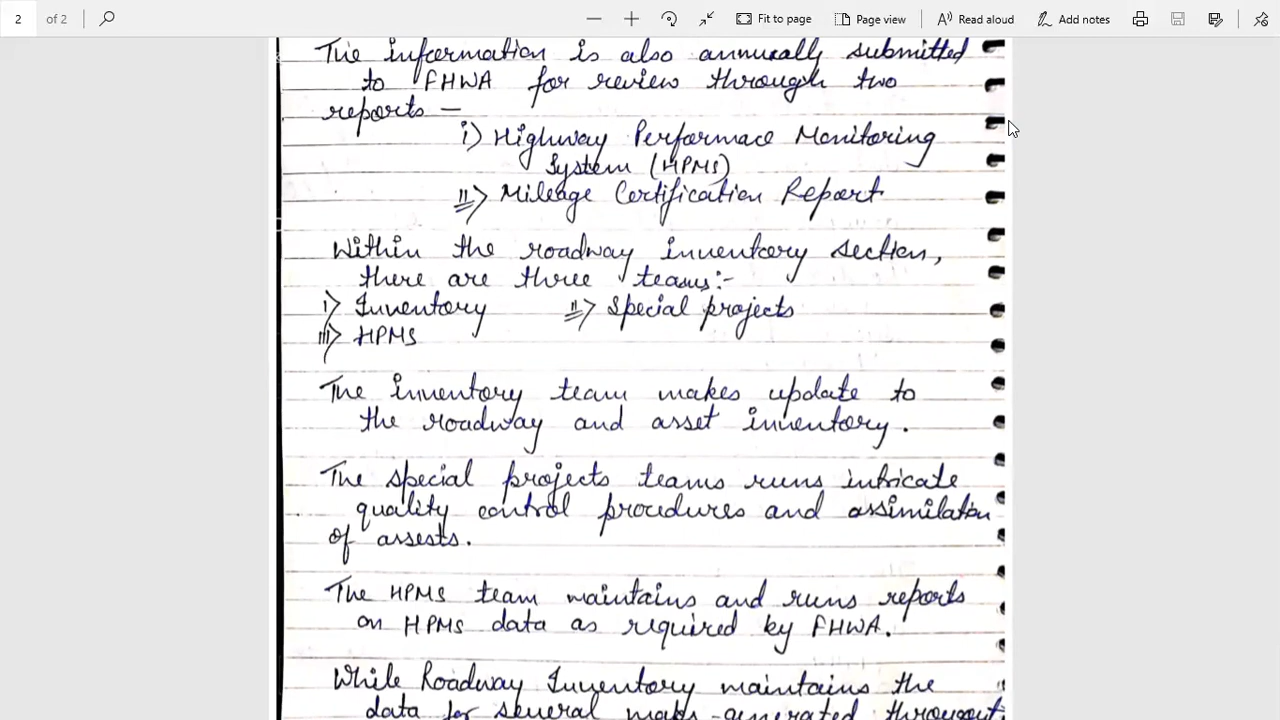 2 of 2 Fit to page Page view Read aloud Add notes
The information is also annually submitted
to FHWA for review through two
reports —
i) Highway Performace Monitoring
System (HPMS)
ii) Mileage Certification Report
Within the roadway inventory section,
there are three teams:-
i) Inventory ii) Special projects
iii) HPMS
The inventory team makes update to
the roadway and asset inventory.
The special projects teams runs intricate
quality control procedures and assimilation
of assests.
The HPMS team maintains and runs reports
on HPMS data as required by FHWA.
While Roadway Inventory maintains the
data for several maps generated throughout